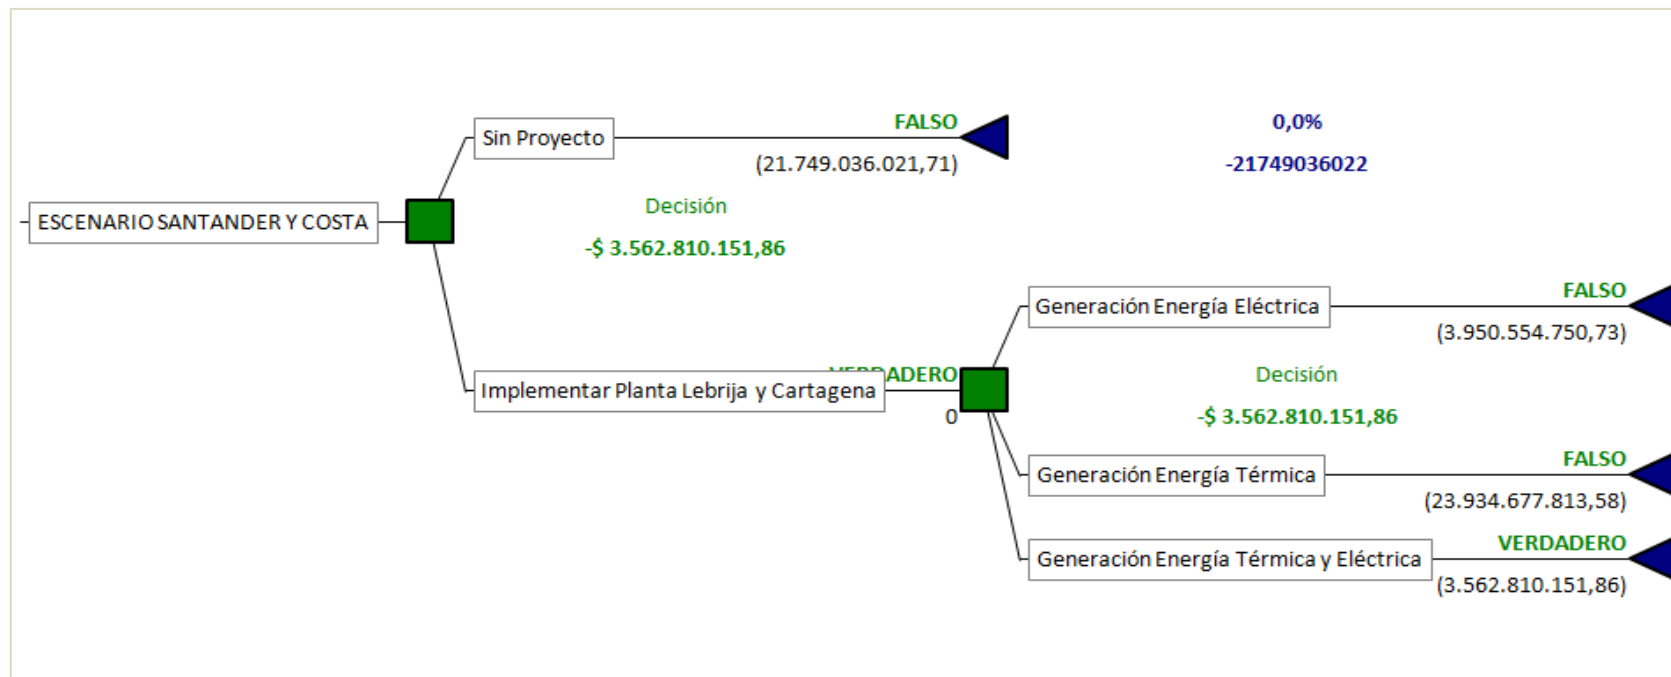 FALSO
0,0%
Sin Proyecto
(21.749.036.021,71)
-21749036022
Decisión
ESCENARIO SANTANDER Y COSTA
-$ 3.562.810.151,86
FALSO
Generación Energía Eléctrica
(3.950.554.750,73)
VERDADERO
Decisión
Implementar Planta Lebrija y Cartagena
0
-$ 3.562.810.151,86
FALSO
Generación Energía Térmica
(23.934.677.813,58)
VERDADERO
Generación Energía Térmica y Eléctrica
(3.562.810.151,86)